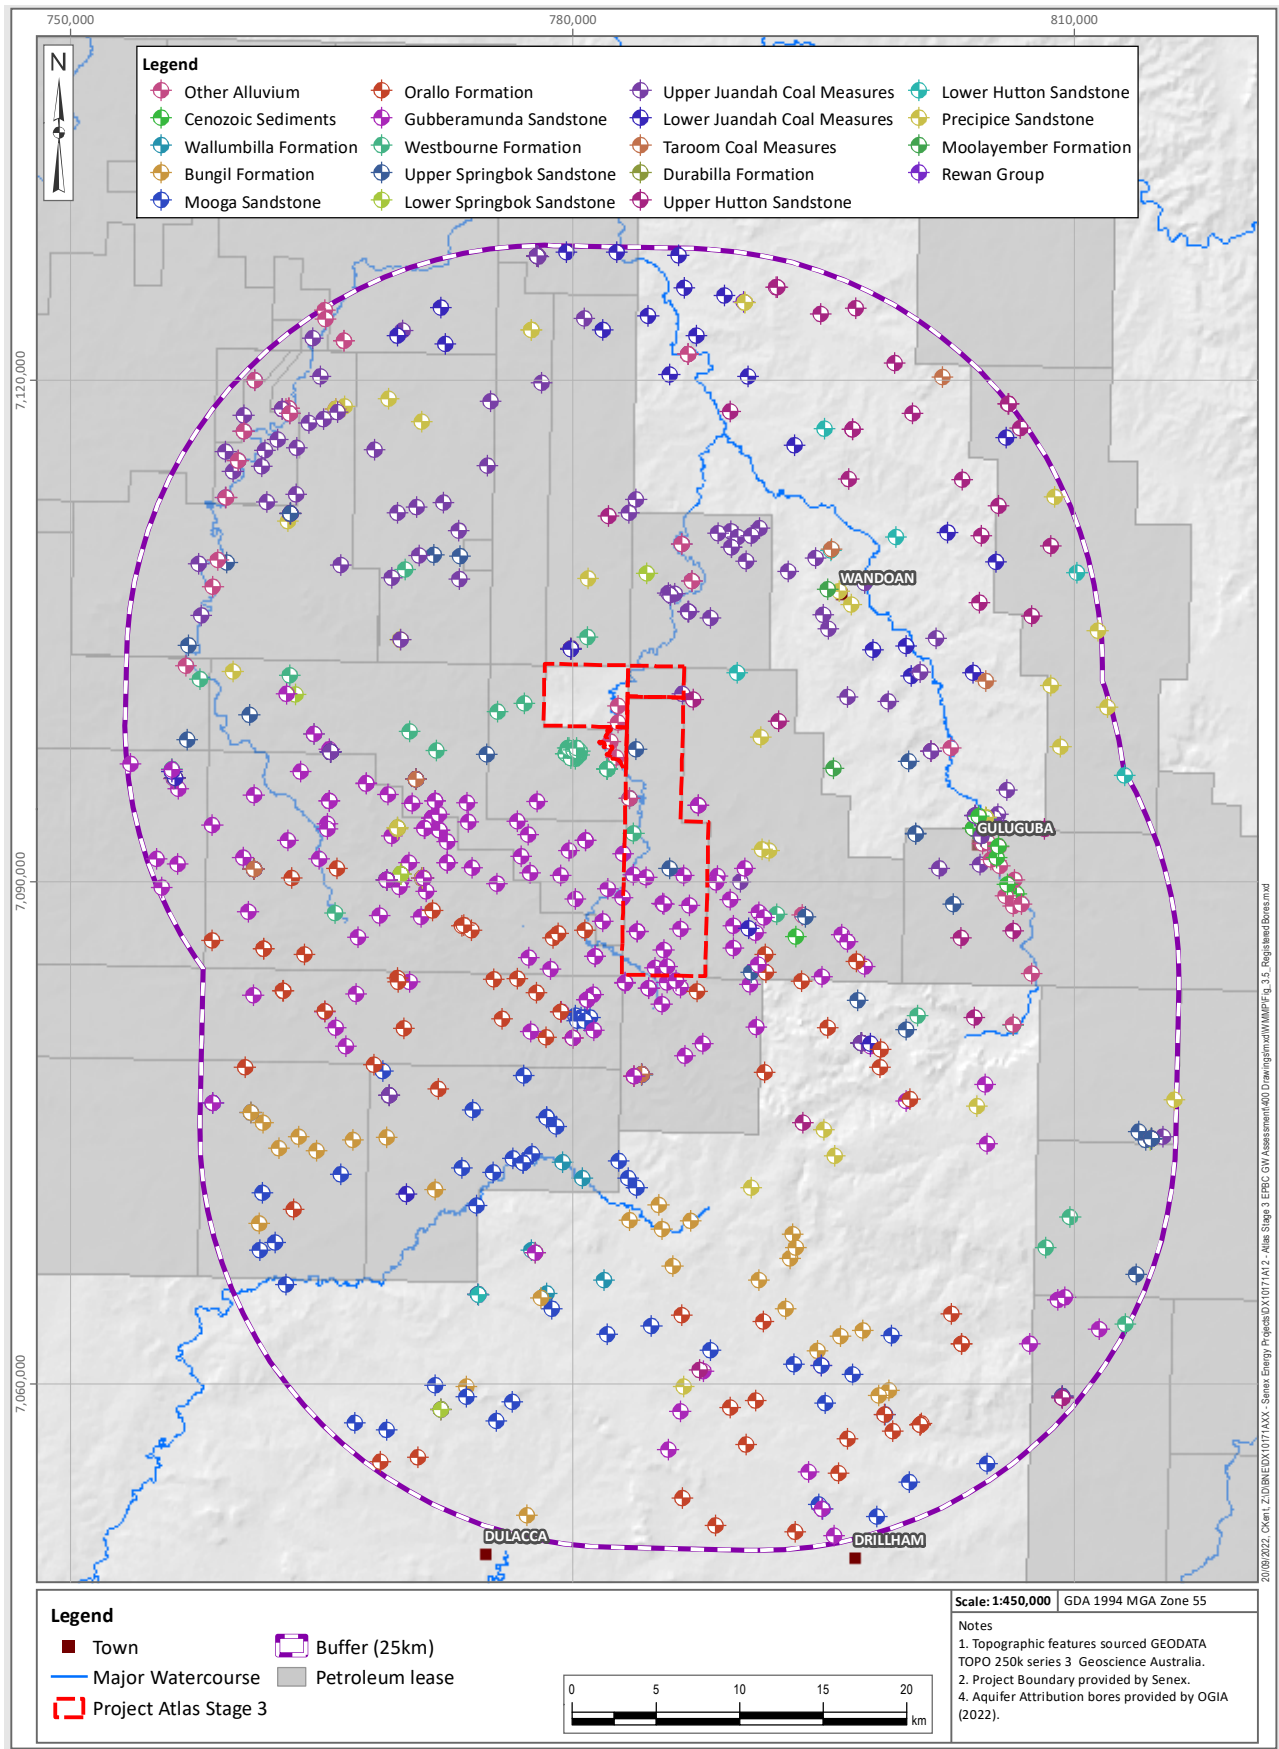 750,000 780,000 810,000
N
Legend
Other Alluvium
Cenozoic Sediments
Wallumbilla Formation
Bungil Formation
Mooga Sandstone
Orallo Formation
Gubberamunda Sandstone
Westbourne Formation
Upper Springbok Sandstone
Lower Springbok Sandstone
Upper Juandah Coal Measures
Lower Juandah Coal Measures
Taroom Coal Measures
Durabilla Formation
Upper Hutton Sandstone
Lower Hutton Sandstone
Precipice Sandstone
Moolayember Formation
Rewan Group
7,120,000
7,090,000
7,060,000
WANDOAN
GULUGUBA
DULACCA
DRILLHAM
Legend
Town
Major Watercourse
Project Atlas Stage 3
Buffer (25km)
Petroleum lease
0 5 10 15 20
km
Scale: 1:450,000 GDA 1994 MGA Zone 55
Notes
1. Topographic features sourced GEODATA
TOPO 250k series 3 Geoscience Australia.
2. Project Boundary provided by Senex.
4. Aquifer Attribution bores provided by OGIA
(2022).